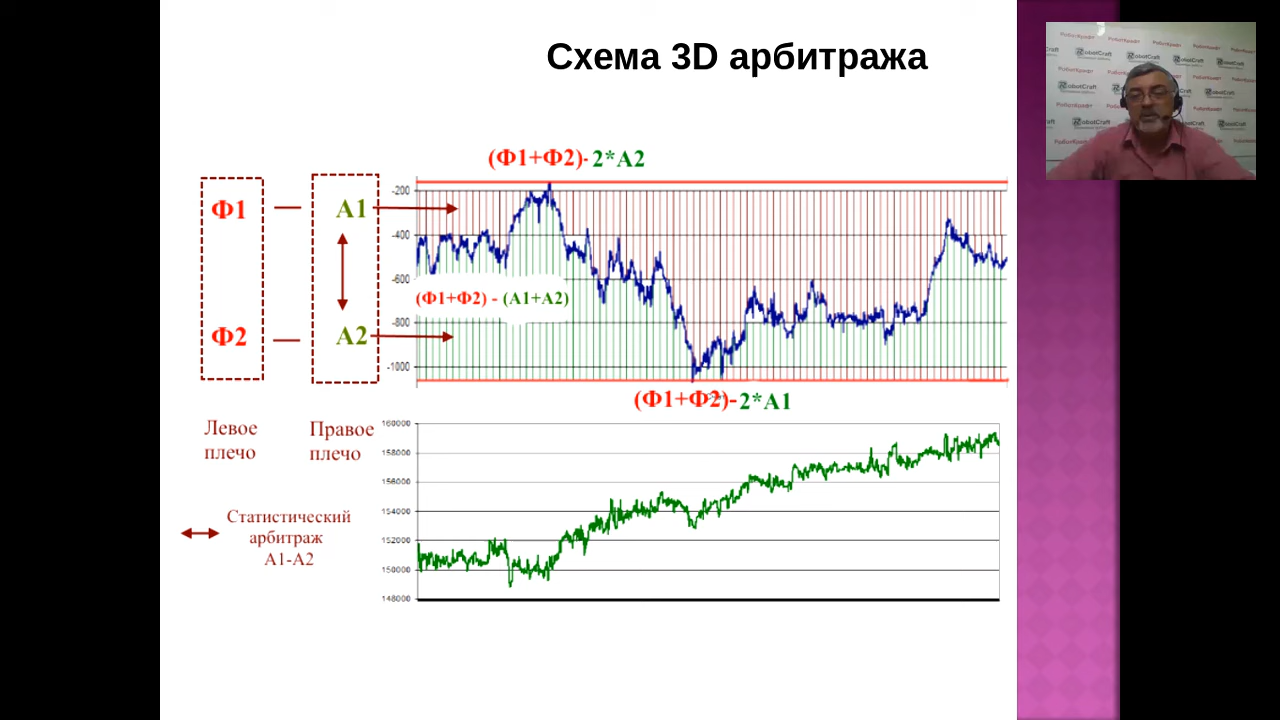 Схема 3D арбитража
(Ф1+Ф2)- 2*А2
Ф1
А1
-200
-400
-600
-800
-1000
(Ф1+Ф2) - (А1+А2)
Ф2
А2
(Ф1+Ф2)-2*А1
Левое
плечо
Правое
плечо
160000
158000
156000
154000
152000
150000
148000
Статистический
арбитраж
А1-А2
РоботКрафт
RobotCraft